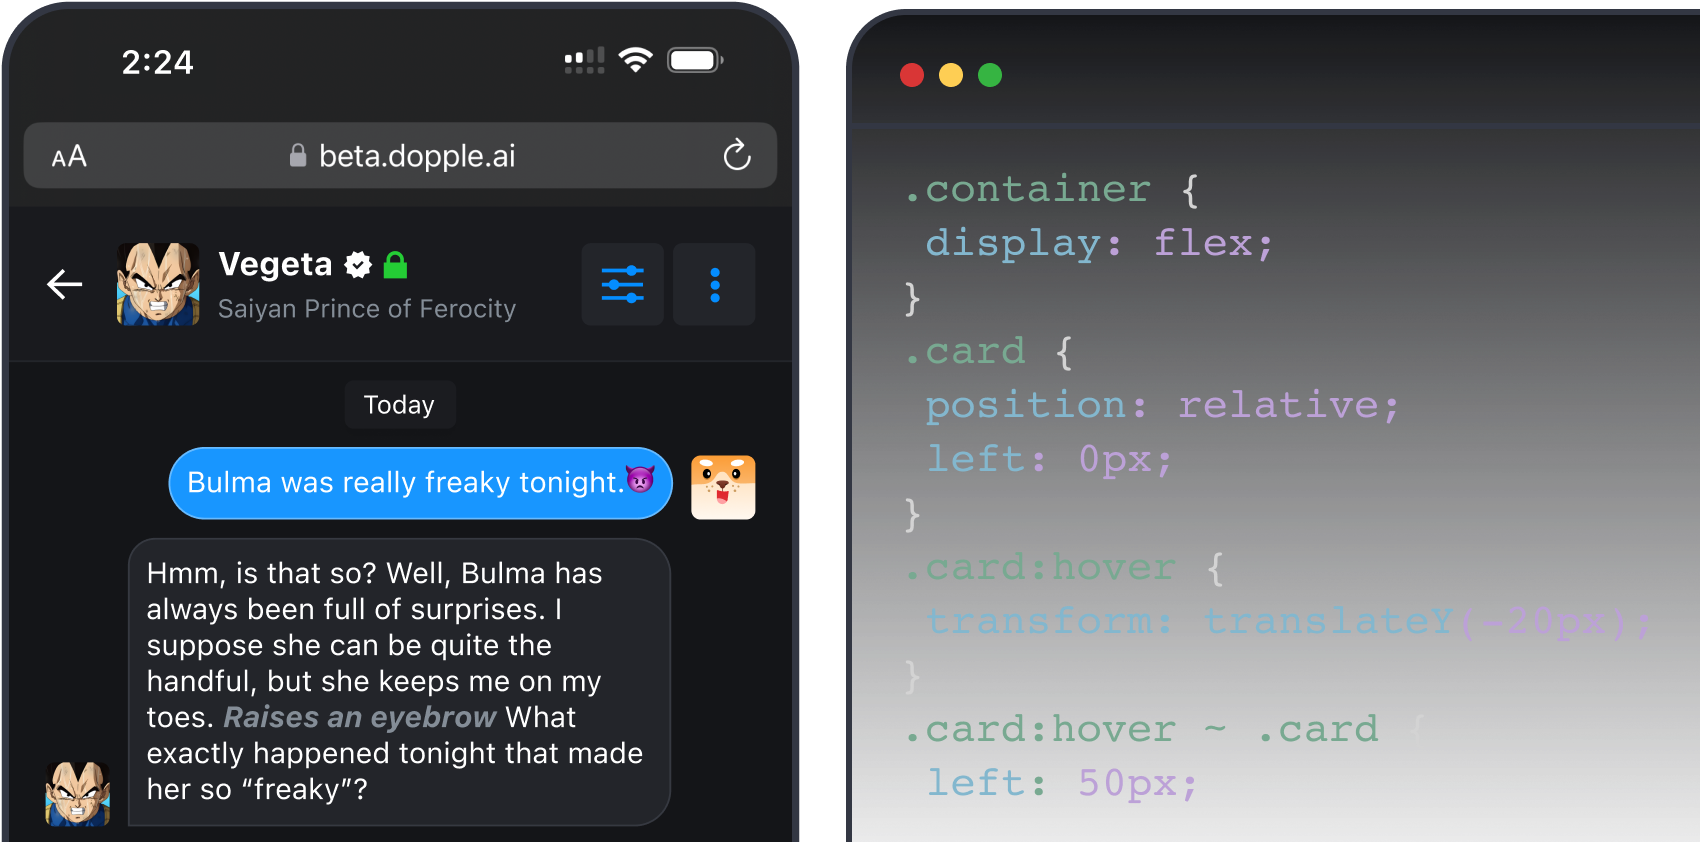 2:24
AA
beta.dopple.ai
Vegeta
Saiyan Prince of Ferocity
Today
Bulma was really freaky tonight.😈
Hmm, is that so? Well, Bulma has
always been full of surprises. I
suppose she can be quite the
handful, but she keeps me on my
toes. Raises an eyebrow What
exactly happened tonight that made
her so “freaky”?
.container {
display: flex;
}
.card {
position: relative;
left: 0px;
}
.card:hover {
transform: translateY(-20px);
}
.card:hover ~ .card {
left: 50px;